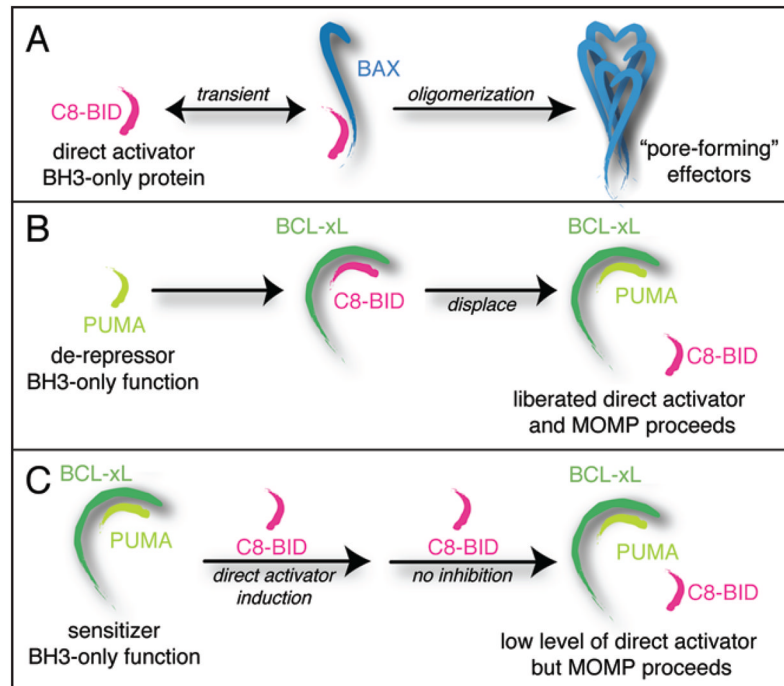 A
C8-BID
direct activator
BH3-only protein
transient
BAX
oligomerization
“pore-forming”
effectors
B
PUMA
de-repressor
BH3-only function
BCL-xL
C8-BID
displace
BCL-xL
PUMA
C8-BID
liberated direct activator
and MOMP proceeds
C
BCL-xL
PUMA
sensitizer
BH3-only function
C8-BID
direct activator
induction
C8-BID
no inhibition
BCL-xL
PUMA
C8-BID
low level of direct activator
but MOMP proceeds